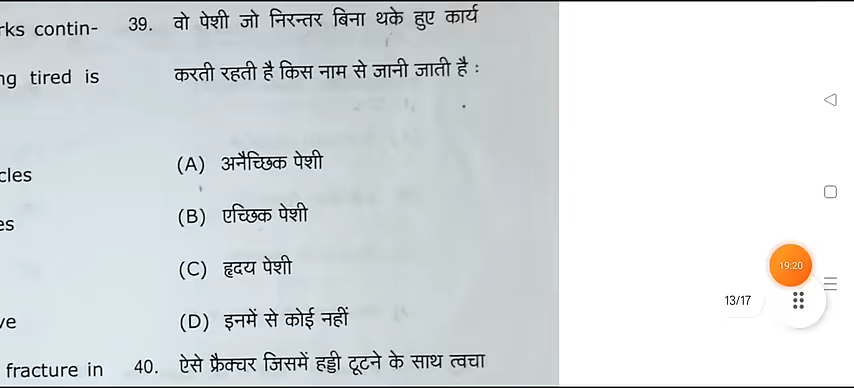 rks contin-
39. वो पेशी जो निरन्तर बिना थके हुए कार्य
ng tired is
करती रहती है किस नाम से जानी जाती है :
cles
(A) अनैच्छिक पेशी
es
(B) एच्छिक पेशी
(C) हृदय पेशी
ve
(D) इनमें से कोई नहीं
fracture in
40. ऐसे फ्रैक्चर जिसमें हड्डी टूटने के साथ त्वचा
19:20
13/17